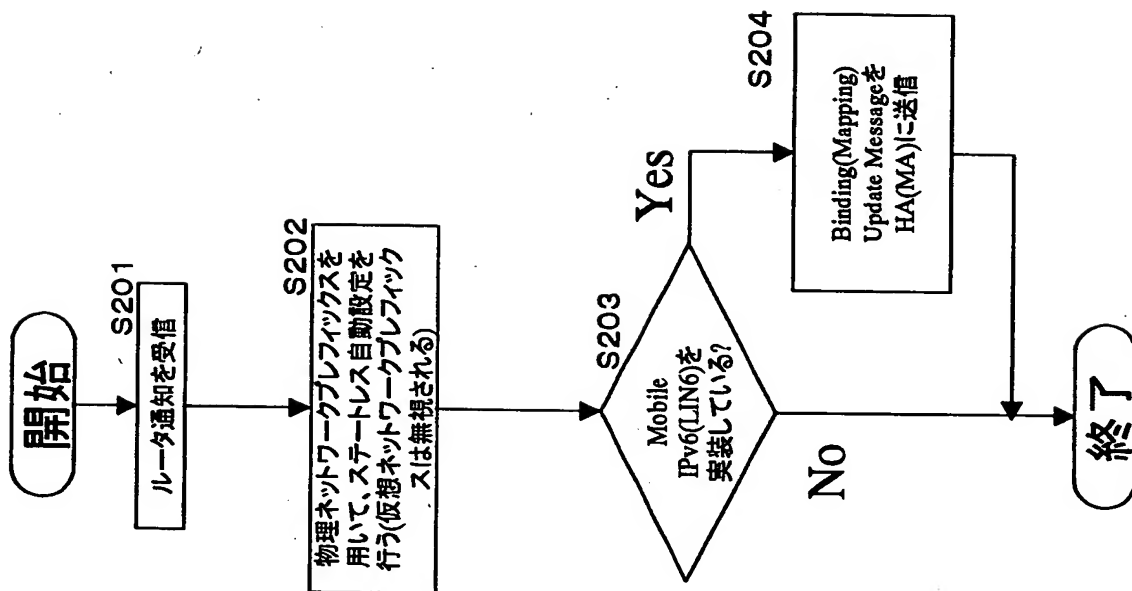 開始
S201
ルータ通知を受信
S202
物理ネットワークプレフィックスを
用いて、ステートレス自動設定を
行う(仮想ネットワークプレフィック
スは無視される)
S203
Mobile
IPv6(LIN6)を
実装している?
Yes
No
S204
Binding(Mapping)
Update Messageを
HA(MA)に送信
終了